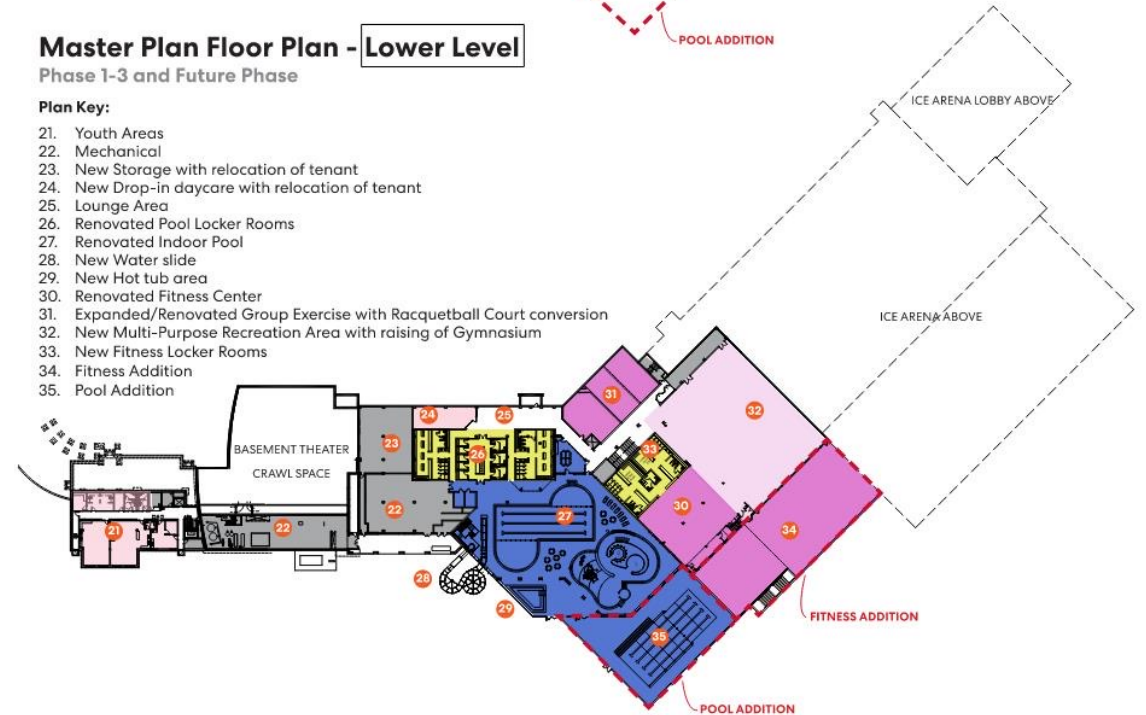 POOL ADDITION
Master Plan Floor Plan - Lower Level
Phase 1-3 and Future Phase
Plan Key:
21. Youth Areas
22. Mechanical
23. New Storage with relocation of tenant
24. New Drop-in daycare with relocation of tenant
25. Lounge Area
26. Renovated Pool Locker Rooms
27. Renovated Indoor Pool
28. New Water slide
29. New Hot tub area
30. Renovated Fitness Center
31. Expanded/Renovated Group Exercise with Racquetball Court conversion
32. New Multi-Purpose Recreation Area with raising of Gymnasium
33. New Fitness Locker Rooms
34. Fitness Addition
35. Pool Addition
ICE ARENA LOBBY ABOVE
ICE ARENA ABOVE
31
32
24
25
23
BASEMENT THEATER
CRAWL SPACE
26
33
30
22
27
21
22
34
28
29
FITNESS ADDITION
35
POOL ADDITION